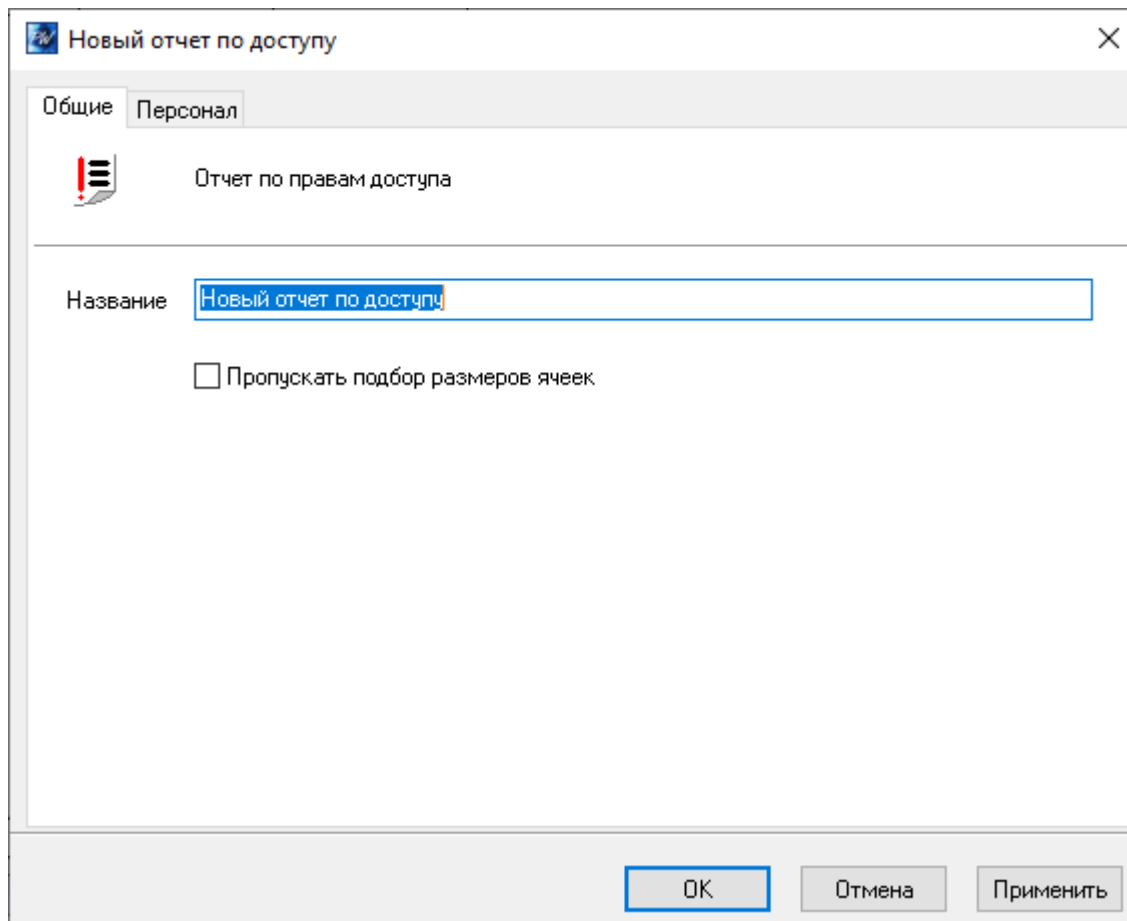 PW Новый отчет по доступу
Общие Персонал
Отчет по правам доступа
Название Новый отчет по доступу
Пропускать подбор размеров ячеек
OK Отмена Применить